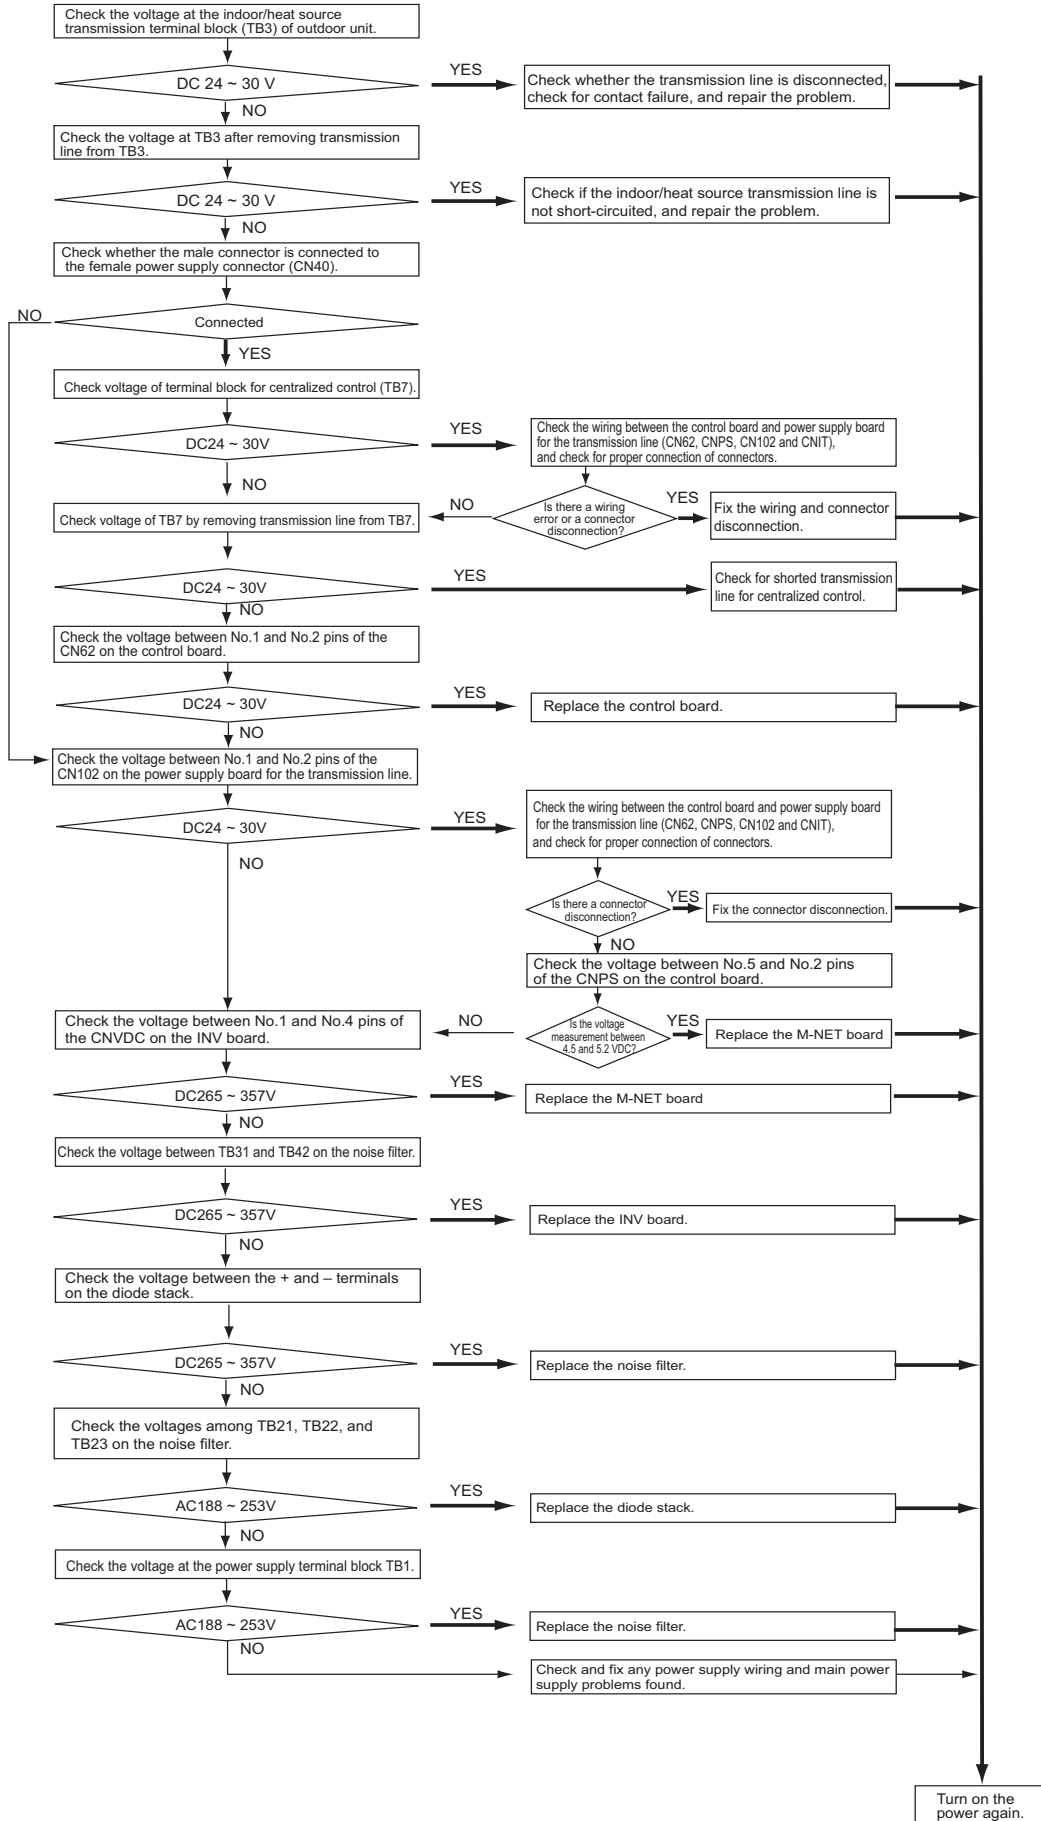 Check the voltage at the indoor/heat source
transmission terminal block (TB3) of outdoor unit.
DC 24 ~ 30 V
YES
Check whether the transmission line is disconnected,
check for contact failure, and repair the problem.
NO
Check the voltage at TB3 after removing transmission
line from TB3.
DC 24 ~ 30 V
YES
Check if the indoor/heat source transmission line is
not short-circuited, and repair the problem.
NO
Check whether the male connector is connected to
the female power supply connector (CN40).
NO
Connected
YES
Check voltage of terminal block for centralized control (TB7).
DC24 ~ 30V
YES
Check the wiring between the control board and power supply board
for the transmission line (CN62, CNPS, CN102 and CNIT),
and check for proper connection of connectors.
NO
Check voltage of TB7 by removing transmission line from TB7.
NO
Is there a wiring
error or a connector
disconnection?
YES
Fix the wiring and connector
disconnection.
DC24 ~ 30V
YES
Check for shorted transmission
line for centralized control.
NO
Check the voltage between No.1 and No.2 pins of the
CN62 on the control board.
DC24 ~ 30V
YES
Replace the control board.
NO
Check the voltage between No.1 and No.2 pins of the
CN102 on the power supply board for the transmission line.
DC24 ~ 30V
YES
Check the wiring between the control board and power supply board
for the transmission line (CN62, CNPS, CN102 and CNIT),
and check for proper connection of connectors.
NO
Is there a connector
disconnection?
YES
Fix the connector disconnection.
NO
Check the voltage between No.5 and No.2 pins
of the CNPS on the control board.
Check the voltage between No.1 and No.4 pins of
the CNVDC on the INV board.
NO
Is the voltage
measurement between
4.5 and 5.2 VDC?
YES
Replace the M-NET board
DC265 ~ 357V
YES
Replace the M-NET board
NO
Check the voltage between TB31 and TB42 on the noise filter.
DC265 ~ 357V
YES
Replace the INV board.
NO
Check the voltage between the + and – terminals
on the diode stack.
DC265 ~ 357V
YES
Replace the noise filter.
NO
Check the voltages among TB21, TB22, and
TB23 on the noise filter.
AC188 ~ 253V
YES
Replace the diode stack.
NO
Check the voltage at the power supply terminal block TB1.
AC188 ~ 253V
YES
Replace the noise filter.
NO
Check and fix any power supply wiring and main power
supply problems found.
Turn on the
power again.